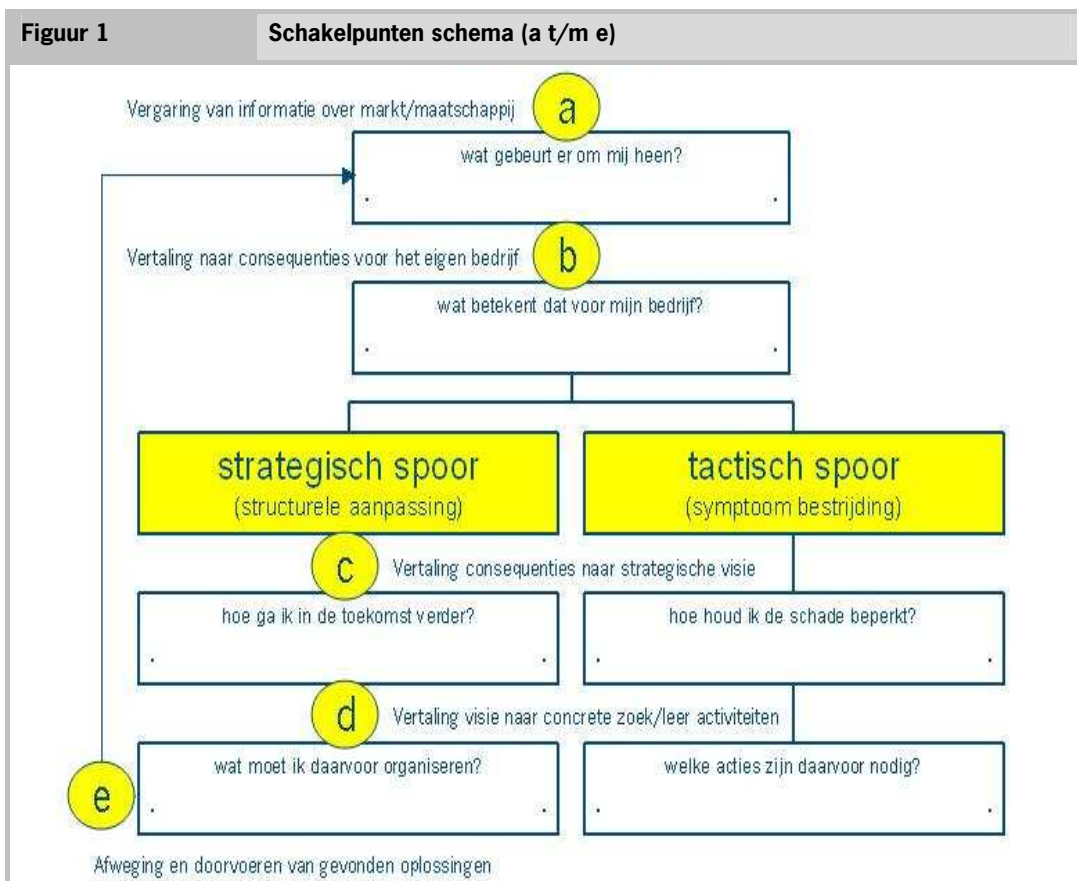 Figuur 1 Schakelpunten schema (a t/m e)
Vergaring van informatie over markt/maatschappij a
wat gebeurt er om mij heen?
. .
Vertaling naar consequenties voor het eigen bedrijf b
wat betekent dat voor mijn bedrijf?
. .
strategisch spoor
(structurele aanpassing)
tactisch spoor
(symptoom bestrijding)
c Vertaling consequenties naar strategische visie
hoe ga ik in de toekomst verder?
. .
hoe houd ik de schade beperkt?
. .
d Vertaling visie naar concrete zoek/leer activiteiten
wat moet ik daarvoor organiseren?
. .
welke acties zijn daarvoor nodig?
. .
e
Afweging en doorvoeren van gevonden oplossingen